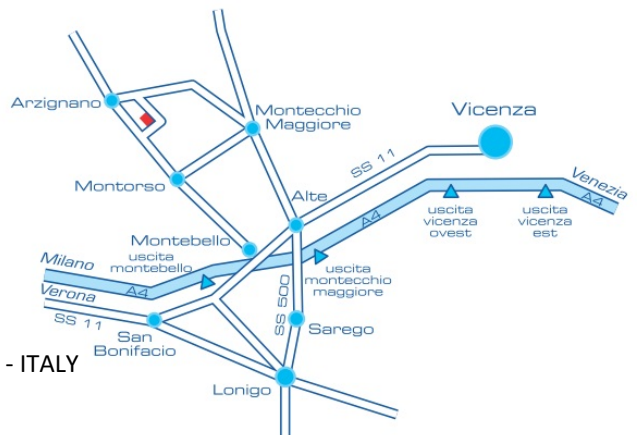 Arzignano
Montecchio
Maggiore
Vicenza
SS 11
Montorso
Alte
Venezia
A4
uscita
vicenza
ovest
uscita
vicenza
est
A4
Montebello
uscita
montebello
Milano
uscita
montecchio
maggiore
A4
Verona
SS 11
SS 500
San
Bonifacio
Sarego
- ITALY
Lonigo